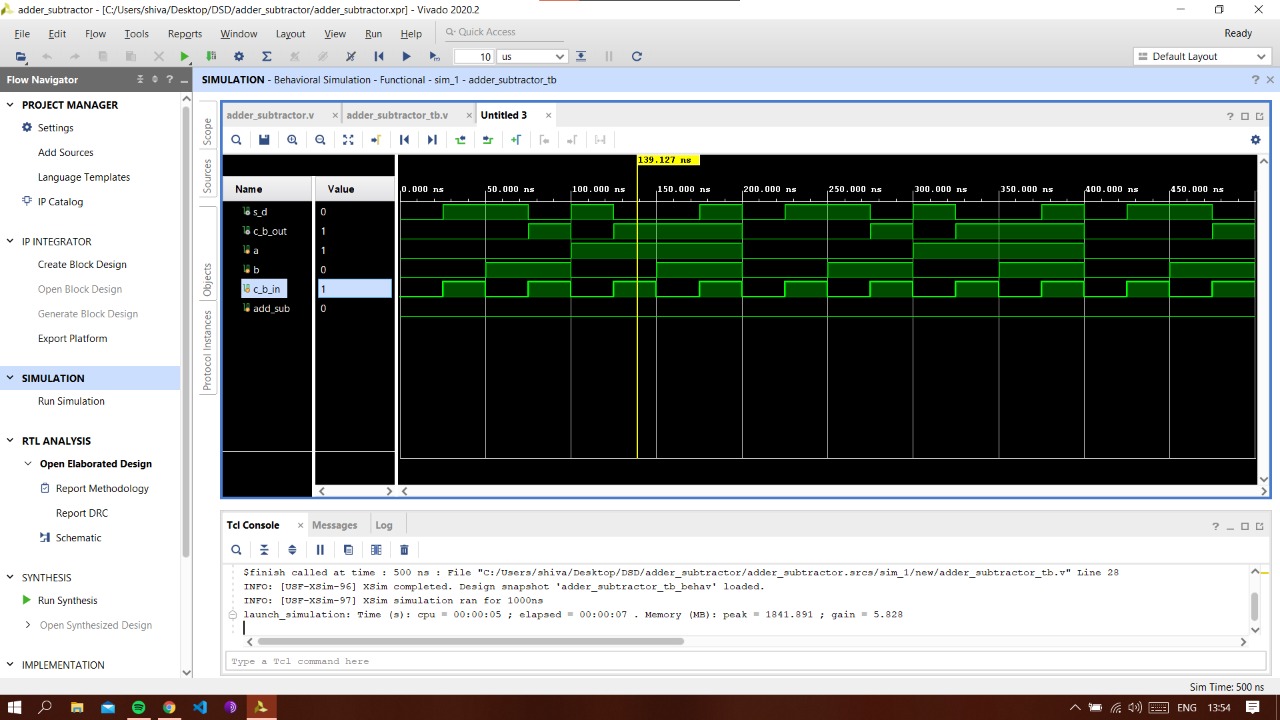 adder_subtractor - [C:/Users/shiva/Desktop/DSD/adder_subtractor/adder_subtractor.xpr] - Vivado 2020.2
File Edit Flow Tools Reports Window Layout View Run Help Quick Access Ready
10 us Default Layout
Flow Navigator
SIMULATION - Behavioral Simulation - Functional - sim_1 - adder_subtractor_tb
PROJECT MANAGER
Settings
Add Sources
Language Templates
IP Catalog
IP INTEGRATOR
Create Block Design
Open Block Design
Generate Block Design
Export Platform
SIMULATION
Run Simulation
RTL ANALYSIS
Open Elaborated Design
Report Methodology
Report DRC
Schematic
SYNTHESIS
Run Synthesis
Open Synthesized Design
IMPLEMENTATION
Scope
Sources
Objects
Protocol Instances
adder_subtractor.v adder_subtractor_tb.v Untitled 3
139.127 ns
Name Value 0.000 ns 50.000 ns 100.000 ns 150.000 ns 200.000 ns 250.000 ns 300.000 ns 350.000 ns 400.000 ns 450.000 ns
s_d 0
c_b_out 1
a 1
b 0
c_b_in 1
add_sub 0
Tcl Console Messages Log
$finish called at time : 500 ns : File "C:/Users/shiva/Desktop/DSD/adder_subtractor/adder_subtractor.srcs/sim_1/new/adder_subtractor_tb.v" Line 28
INFO: [USF-XSim-96] XSim completed. Design snapshot 'adder_subtractor_tb_behav' loaded.
INFO: [USF-XSim-97] XSim simulation ran for 1000ns
launch_simulation: Time (s): cpu = 00:00:05 ; elapsed = 00:00:07 . Memory (MB): peak = 1841.891 ; gain = 5.828
Type a Tcl command here
Sim Time: 500 ns
ENG 13:54